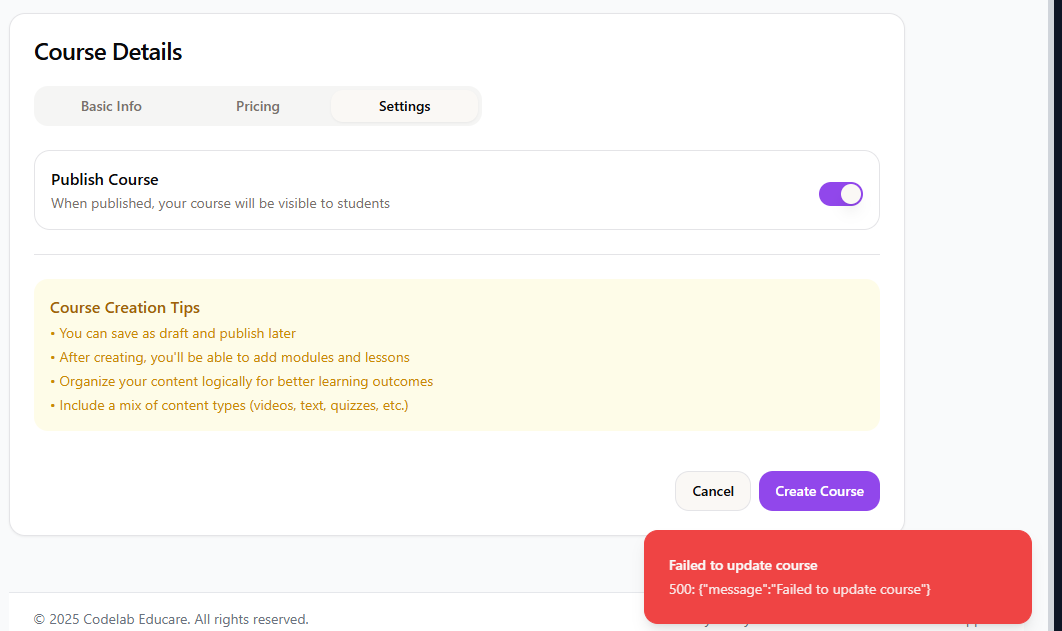 Course Details
Basic Info Pricing Settings
Publish Course
When published, your course will be visible to students
Course Creation Tips
• You can save as draft and publish later
• After creating, you'll be able to add modules and lessons
• Organize your content logically for better learning outcomes
• Include a mix of content types (videos, text, quizzes, etc.)
Cancel Create Course
Failed to update course
500: {"message":"Failed to update course"}
© 2025 Codelab Educare. All rights reserved.